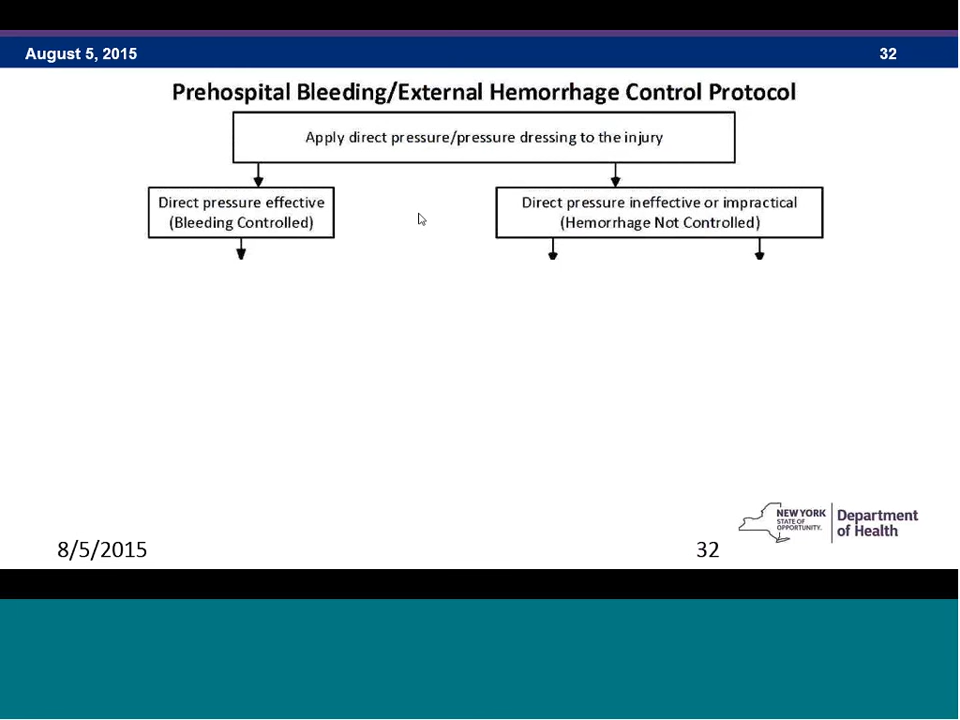 August 5, 2015
32
Prehospital Bleeding/External Hemorrhage Control Protocol
Apply direct pressure/pressure dressing to the injury
Direct pressure effective
(Bleeding Controlled)
Direct pressure ineffective or impractical
(Hemorrhage Not Controlled)
NEW YORK
STATE OF
OPPORTUNITY.
Department
of Health
8/5/2015
32